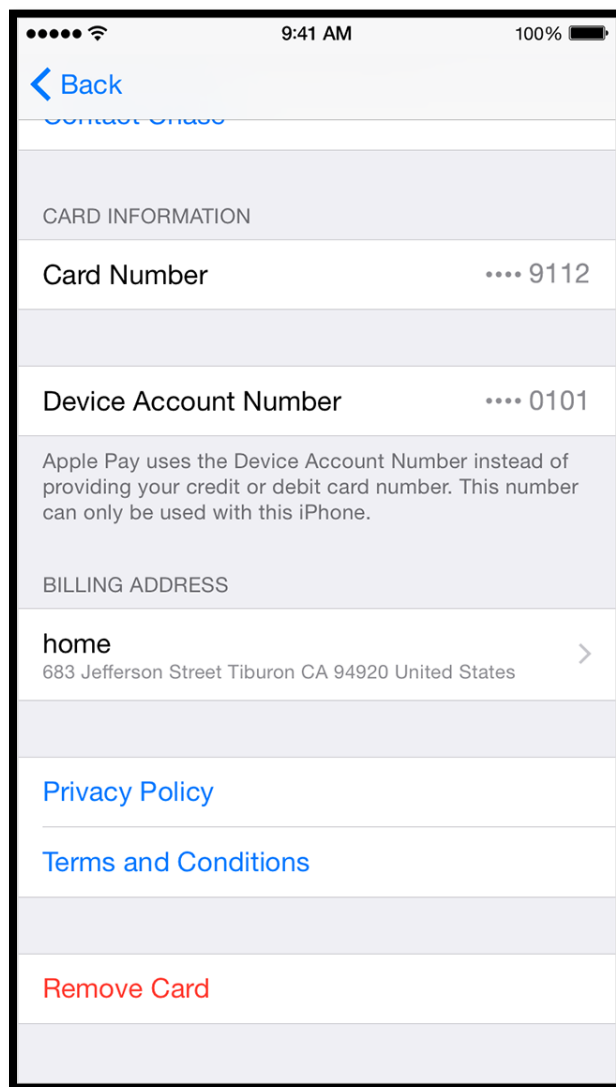 9:41 AM 100%
Back
Contact Chase
CARD INFORMATION
Card Number •••• 9112
Device Account Number •••• 0101
Apple Pay uses the Device Account Number instead of
providing your credit or debit card number. This number
can only be used with this iPhone.
BILLING ADDRESS
home
683 Jefferson Street Tiburon CA 94920 United States
Privacy Policy
Terms and Conditions
Remove Card